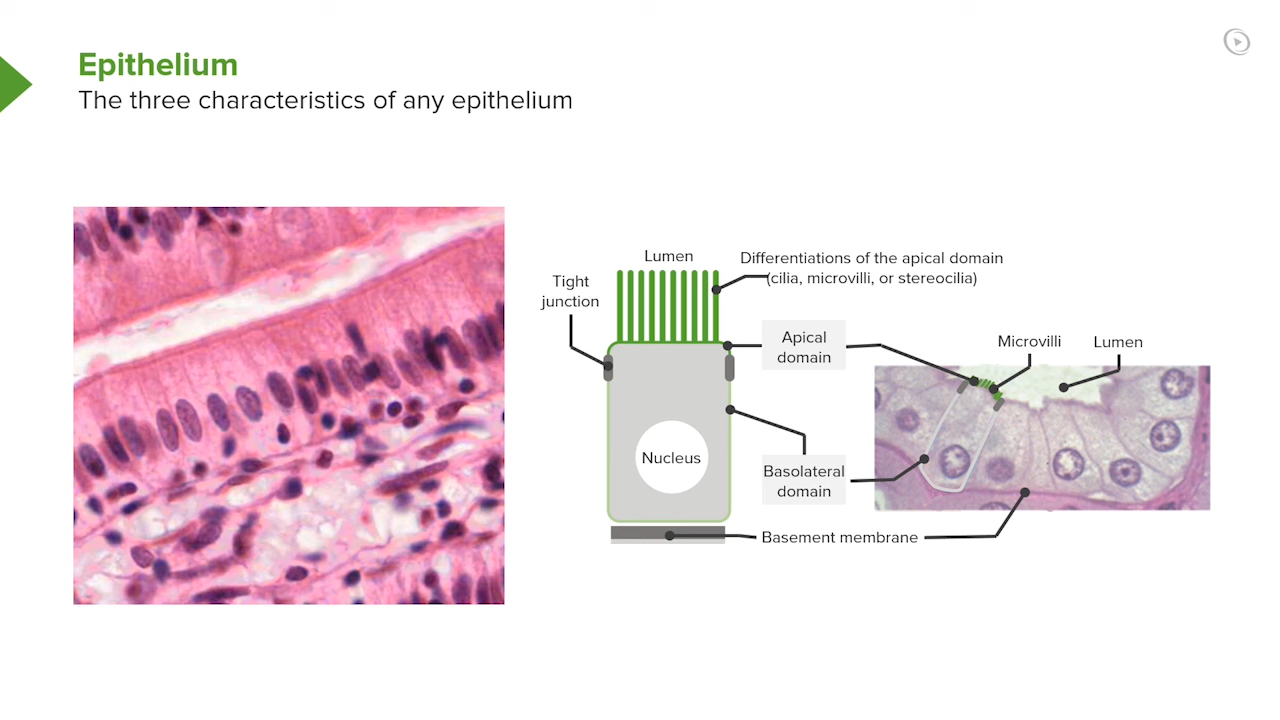 Epithelium
The three characteristics of any epithelium
Lumen
Differentiations of the apical domain
(cilia, microvilli, or stereocilia)
Tight
junction
Apical
domain
Microvilli
Lumen
Nucleus
Basolateral
domain
Basement membrane